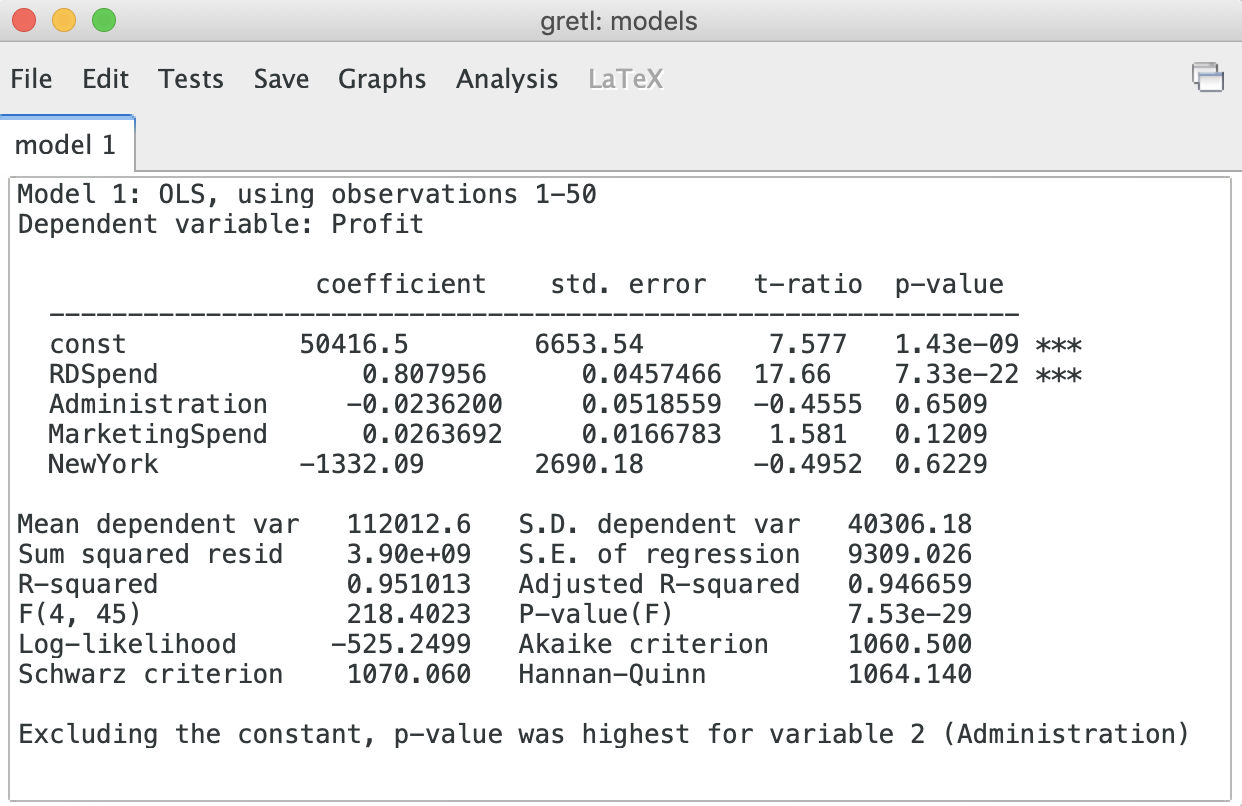 gretl: models
File Edit Tests Save Graphs Analysis LaTeX
model 1
Model 1: OLS, using observations 1-50
Dependent variable: Profit
coefficient std. error t-ratio p-value
---------------------------------------------------------------
const 50416.5 6653.54 7.577 1.43e-09 ***
RDSpend 0.807956 0.0457466 17.66 7.33e-22 ***
Administration -0.0236200 0.0518559 -0.4555 0.6509
MarketingSpend 0.0263692 0.0166783 1.581 0.1209
NewYork -1332.09 2690.18 -0.4952 0.6229
Mean dependent var 112012.6 S.D. dependent var 40306.18
Sum squared resid 3.90e+09 S.E. of regression 9309.026
R-squared 0.951013 Adjusted R-squared 0.946659
F(4, 45) 218.4023 P-value(F) 7.53e-29
Log-likelihood -525.2499 Akaike criterion 1060.500
Schwarz criterion 1070.060 Hannan-Quinn 1064.140
Excluding the constant, p-value was highest for variable 2 (Administration)